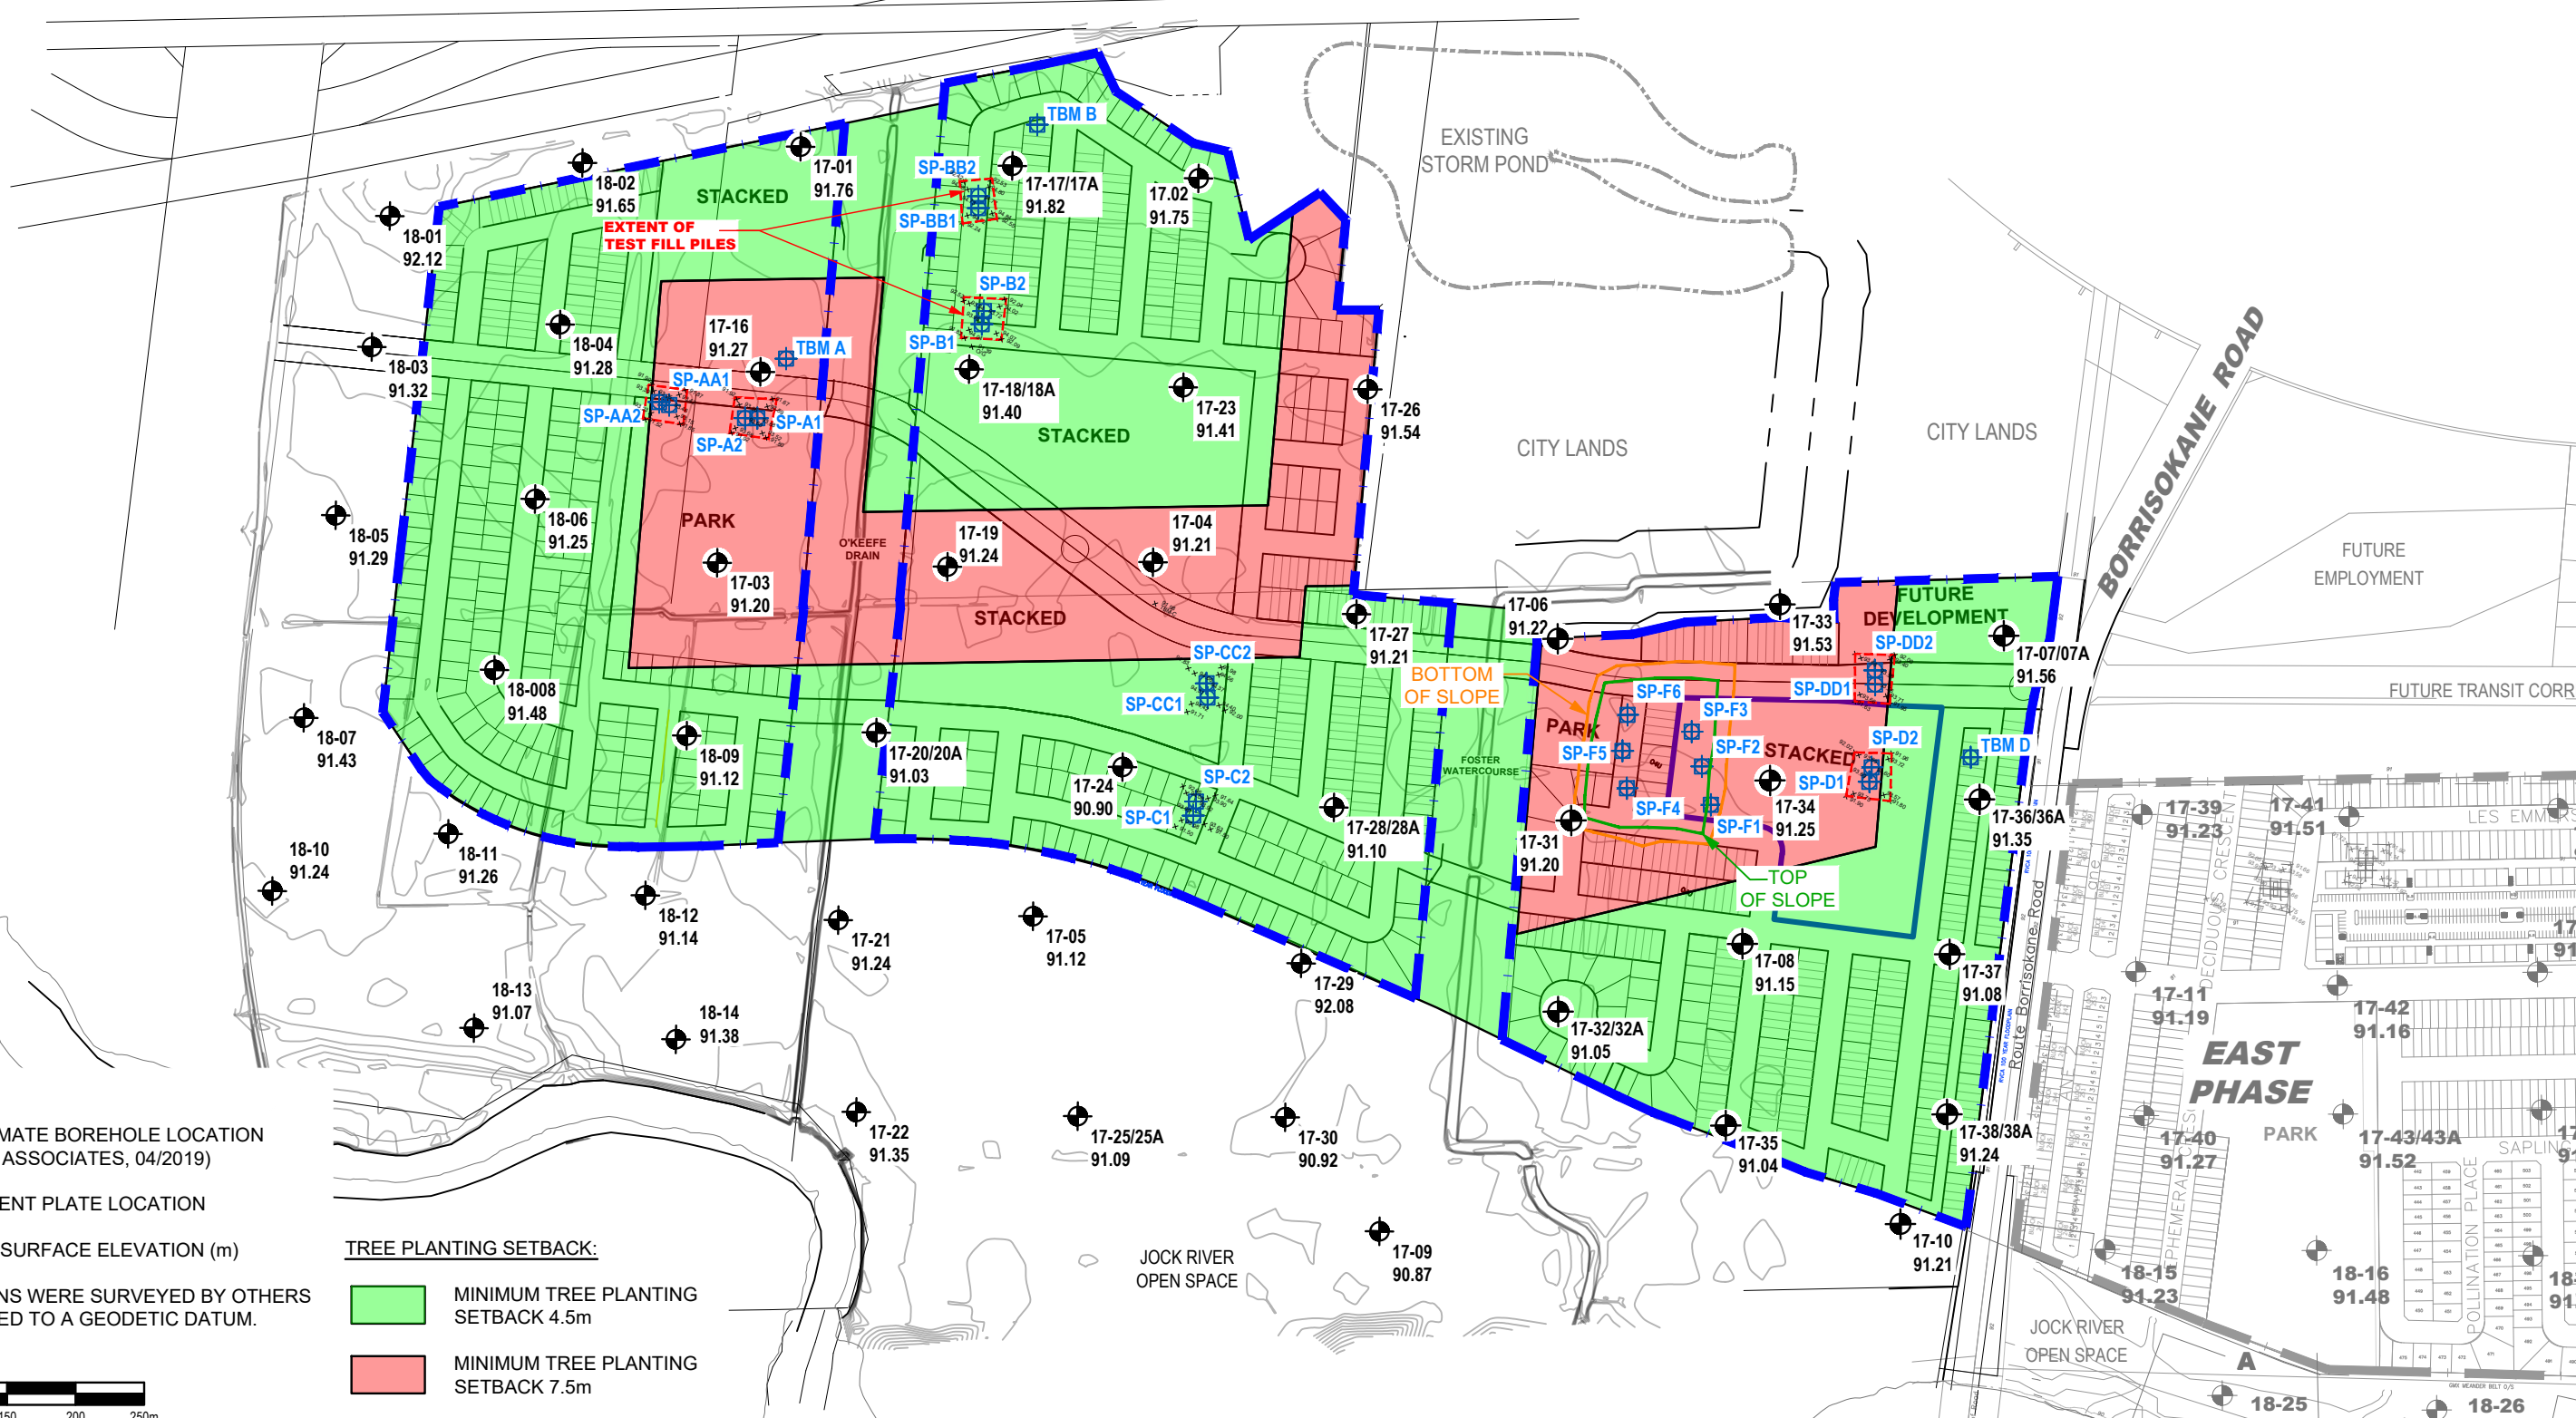 TBM B
EXISTING
STORM POND
17-01
91.76
SP-BB2
17-17/17A
91.82
17.02
91.75
18-02
91.65
STACKED
SP-BB1
EXTENT OF
TEST FILL PILES
18-01
92.12
SP-B2
17-16
91.27
TBM A
SP-B1
18-04
91.28
18-03
91.32
SP-AA1
SP-AA2
SP-A1
SP-A2
17-18/18A
91.40
17-23
91.41
17-26
91.54
STACKED
CITY LANDS
CITY LANDS
BORRISOKANE ROAD
18-06
91.25
18-05
91.29
PARK
O'KEEFE
DRAIN
17-19
91.24
17-04
91.21
17-03
91.20
STACKED
FUTURE
EMPLOYMENT
17-27
91.21
17-06
91.22
17-33
91.53
FUTURE
DEVELOPMENT
SP-DD2
17-07/07A
91.56
SP-CC2
SP-CC1
BOTTOM
OF SLOPE
SP-F6
SP-DD1
FUTURE TRANSIT CORR
18-008
91.48
18-07
91.43
18-09
91.12
17-20/20A
91.03
17-24
90.90
SP-C2
SP-C1
17-28/28A
91.10
FOSTER
WATERCOURSE
PARK
SP-F3
SP-F5
SP-F2
STACKED
SP-D2
TBM D
SP-D1
SP-F4
SP-F1
17-34
91.25
17-36/36A
91.35
17-31
91.20
TOP
OF SLOPE
17-39
91.23
17-41
91.51
LES EMMERS
DECIDUOUS CRESCENT
18-10
91.24
18-11
91.26
18-12
91.14
17-21
91.24
17-05
91.12
17-29
92.08
17-08
91.15
17-37
91.08
Route Borrisokane Road
RVCA 100 YEAR FLOODPLAIN
17-11
91.19
17-42
91.16
18-13
91.07
18-14
91.38
17-32/32A
91.05
EAST
PHASE
PARK
17-22
91.35
17-25/25A
91.09
17-30
90.92
17-35
91.04
17-38/38A
91.24
17-40
91.27
17-43/43A
91.52
SAPLING
EPHEMERAL CRES
POLLINATION PLACE
MATE BOREHOLE LOCATION
ASSOCIATES, 04/2019)
ENT PLATE LOCATION
SURFACE ELEVATION (m)
NS WERE SURVEYED BY OTHERS
ED TO A GEODETIC DATUM.
TREE PLANTING SETBACK:
MINIMUM TREE PLANTING
SETBACK 4.5m
MINIMUM TREE PLANTING
SETBACK 7.5m
JOCK RIVER
OPEN SPACE
17-09
90.87
17-10
91.21
18-15
91.23
18-16
91.48
JOCK RIVER
OPEN SPACE
A
GWX MEANDER BELT O/S
18-25
18-26
150
200
250m